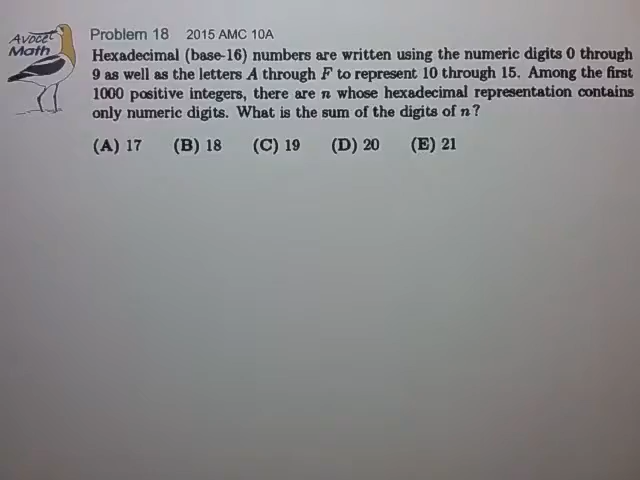 Avocet
Math
Problem 18 2015 AMC 10A
Hexadecimal (base-16) numbers are written using the numeric digits 0 through
9 as well as the letters A through F to represent 10 through 15. Among the first
1000 positive integers, there are n whose hexadecimal representation contains
only numeric digits. What is the sum of the digits of n?
(A) 17 (B) 18 (C) 19 (D) 20 (E) 21